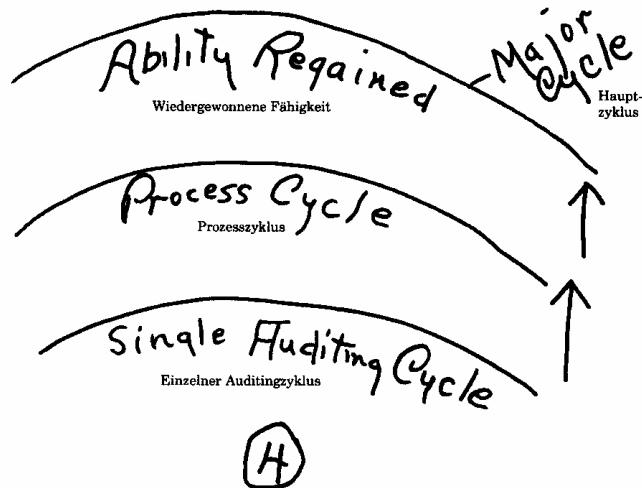 Ability Regained
Wiedergewonnene Fähigkeit
Major
Cycle
Haupt-
zyklus
Process Cycle
Prozesszyklus
Single Auditing Cycle
Einzelner Auditingzyklus
H